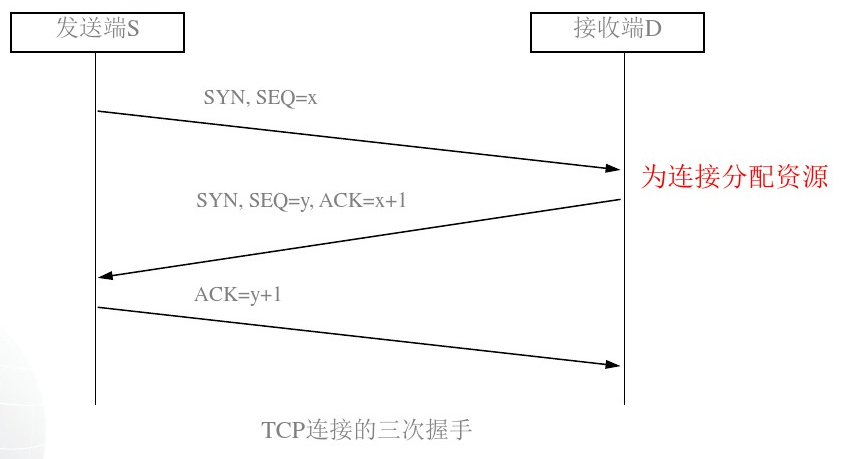 发送端S
接收端D
SYN, SEQ=x
为连接分配资源
SYN, SEQ=y, ACK=x+1
ACK=y+1
TCP连接的三次握手